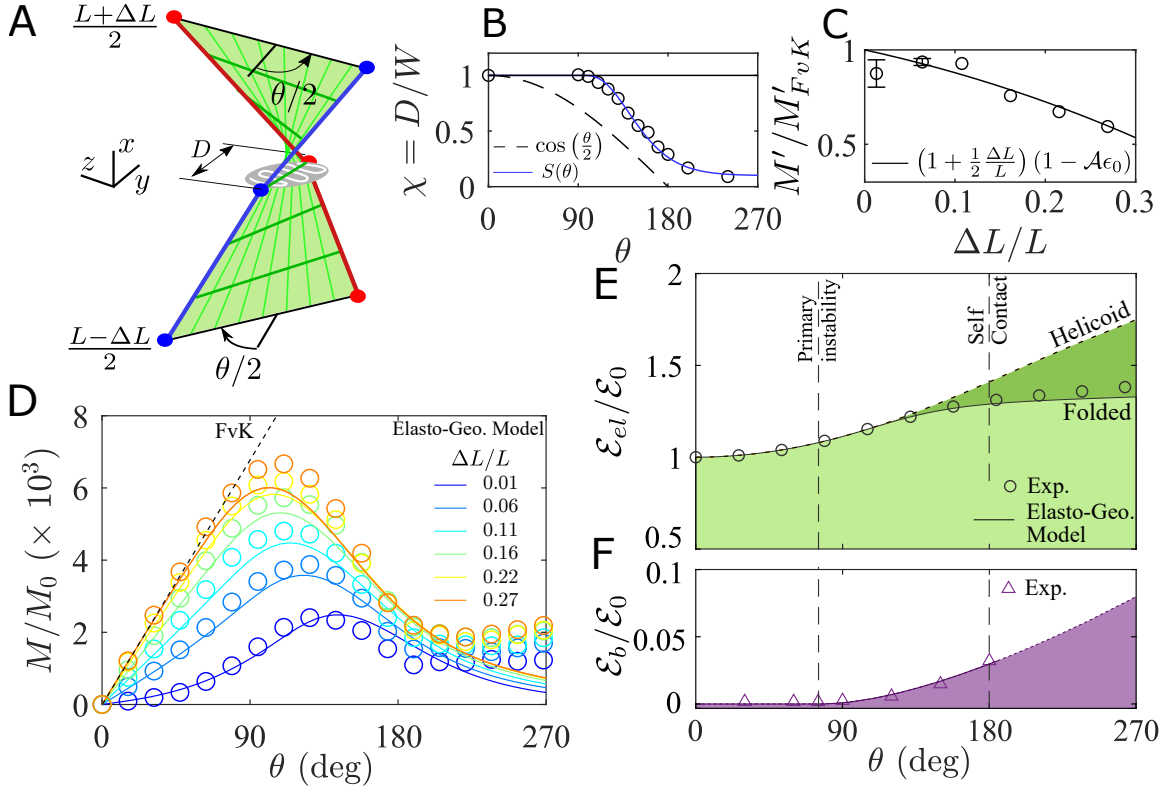 A
L+ΔL
2
θ/2
D
x
z
y
L−ΔL
2
θ/2
B
χ = D/W
1
0.5
0
cos(θ/2)
S(θ)
0 90 180 270
θ
C
M′/M′FvK
1
0.5
(1 + 1/2 ΔL/L)(1 − 𝒜ϵ0)
0 0.1 0.2 0.3
ΔL/L
D
M/M0 (× 10³)
8
6
4
2
0
FvK
Elasto-Geo. Model
ΔL/L
0.01
0.06
0.11
0.16
0.22
0.27
0 90 180 270
θ (deg)
E
ℰel/ℰ0
2
1.5
1
0.5
Primary
instability
Self
Contact
Helicoid
Folded
Exp.
Elasto-Geo.
Model
F
ℰb/ℰ0
0.1
0.05
0
Exp.
0 90 180 270
θ (deg)